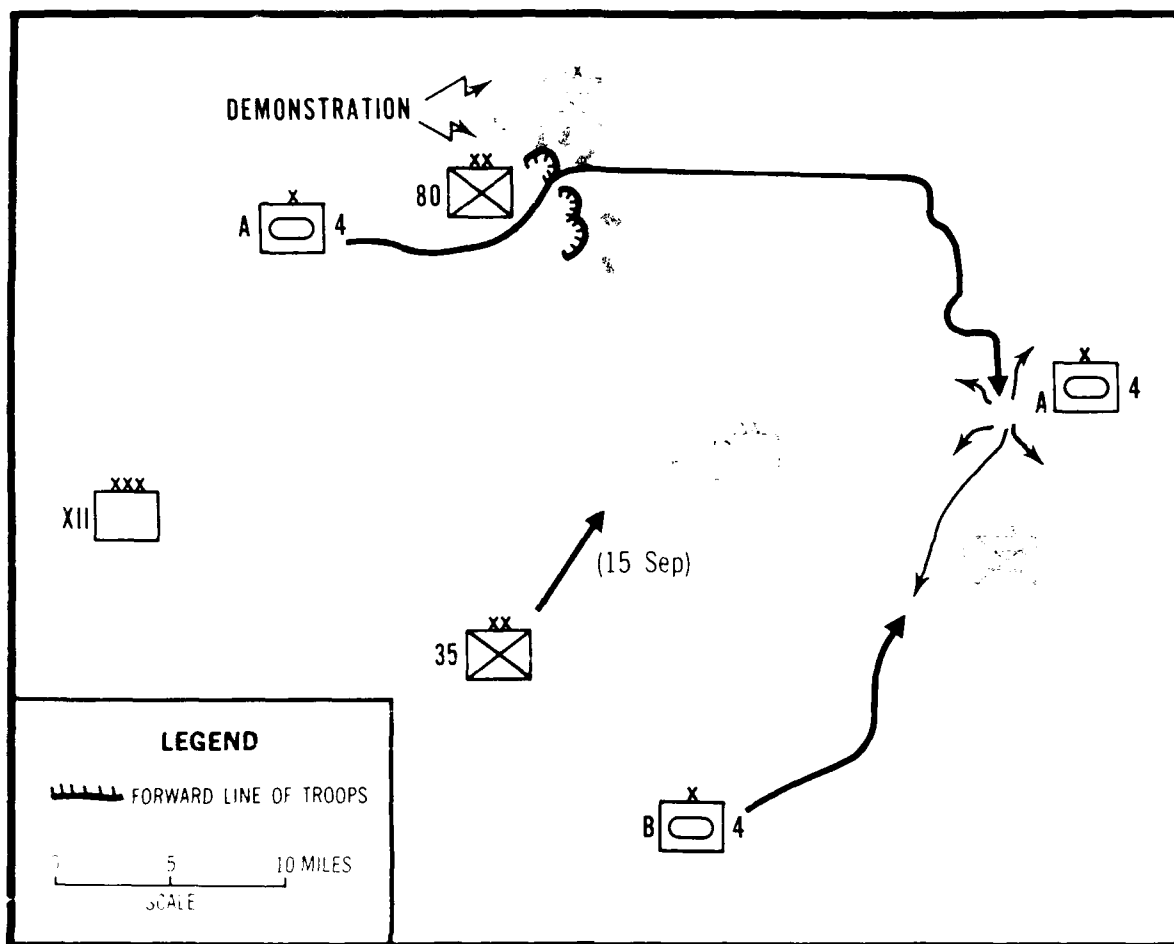 DEMONSTRATION
X
XX
80
X
A 4
X
A 4
XXX
XII
(15 Sep)
XX
35
X
B 4
LEGEND
FORWARD LINE OF TROOPS
5 10 MILES
SCALE